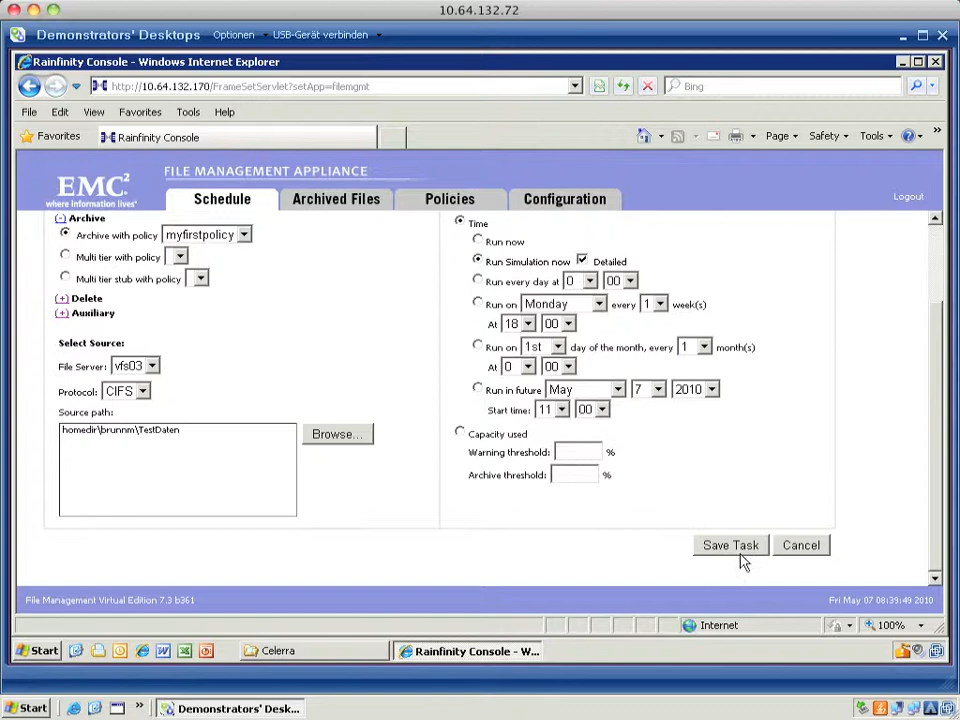 10.64.132.72
Demonstrators' Desktops Optionen USB-Gerät verbinden
Rainfinity Console - Windows Internet Explorer
http://10.64.132.170/FrameSetServlet?setApp=filemgmt Bing
File Edit View Favorites Tools Help
Favorites Rainfinity Console Page Safety Tools »
EMC²
where information lives®
FILE MANAGEMENT APPLIANCE
Schedule Archived Files Policies Configuration Logout
(-) Archive
Archive with policy myfirstpolicy
Multi tier with policy
Multi tier stub with policy
(+) Delete
(+) Auxiliary
Select Source:
File Server: vfs03
Protocol: CIFS
Source path:
homedir\brunnm\TestDaten
Browse...
Time
Run now
Run Simulation now Detailed
Run every day at 0 00
Run on Monday every 1 week(s)
At 18 00
Run on 1st day of the month, every 1 month(s)
At 0 00
Run in future May 7 2010
Start time: 11 00
Capacity used
Warning threshold: %
Archive threshold: %
Save Task Cancel
File Management Virtual Edition 7.3 b361 Fri May 07 08:39:49 2010
Internet 100%
Start Celerra Rainfinity Console - W...
Start » Demonstrators' Desk...